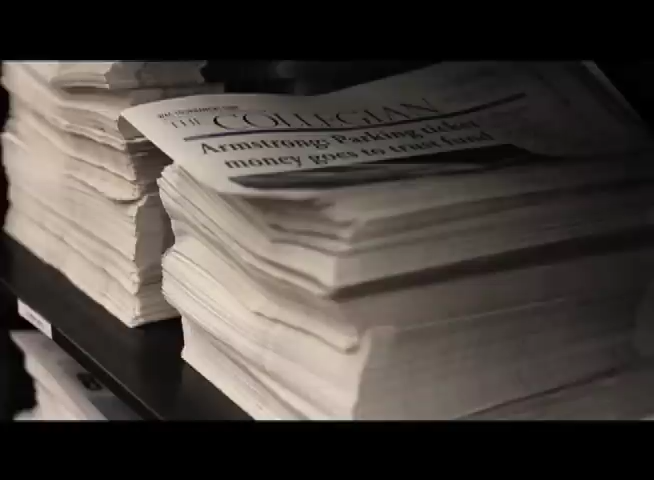 THE COLLEGIAN
Armstrong: Parking ticket
money goes to trust fund